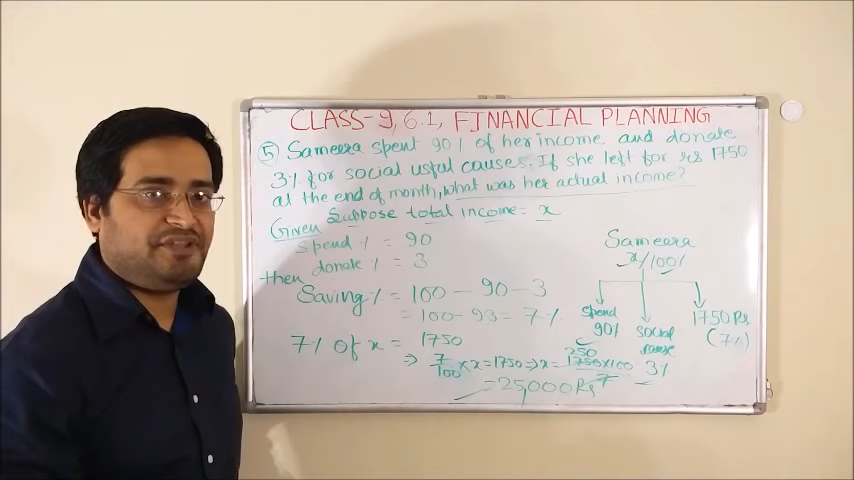 CLASS-9, 6.1, FINANCIAL PLANNING
⑤ Sameera spent 90% of her income and donate
3% for social usful causes. If she left for rs 1750
at the end of month, what was her actual income?
Given Suppose total income = x
spend % = 90
donate % = 3
then
Saving % = 100 - 90 - 3
= 100 - 93 = 7%
7% of x = 1750
⇒ 7/100 × x = 1750 ⇒ x = 1750×100/7
250
= 25,000 Rs
Sameera
x/100%
spend
90%
social
cause
3%
1750 Rs
(7%)